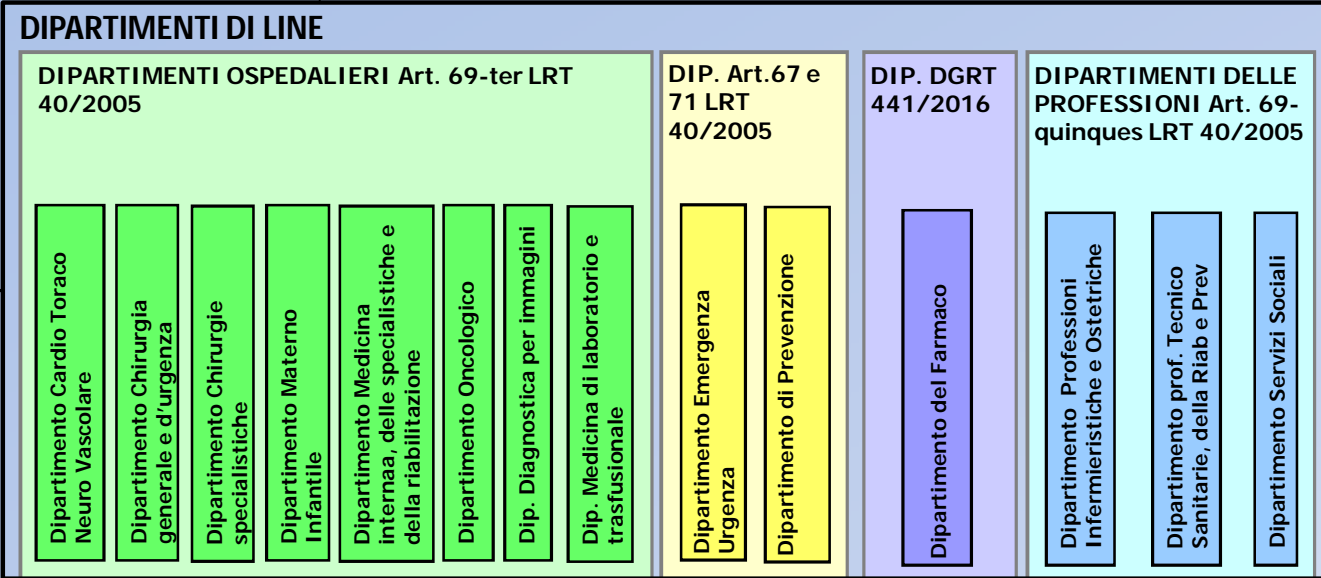 DIPARTIMENTI DI LINE
DIPARTIMENTI OSPEDALIERI Art. 69-ter LRT
40/2005
Dipartimento Cardio Toraco
Neuro Vascolare
Dipartimento Chirurgia
generale e d'urgenza
Dipartimento Chirurgie
specialistiche
Dipartimento Materno
Infantile
Dipartimento Medicina
internaa, delle specialistiche e
della riabilitazione
Dipartimento Oncologico
Dip. Diagnostica per immagini
Dip. Medicina di laboratorio e
trasfusionale
DIP. Art.67 e
71 LRT
40/2005
Dipartimento Emergenza
Urgenza
Dipartimento di Prevenzione
DIP. DGRT
441/2016
Dipartimento del Farmaco
DIPARTIMENTI DELLE
PROFESSIONI Art. 69-
quinques LRT 40/2005
Dipartimento Professioni
Infermieristiche e Ostetriche
Dipartimento prof. Tecnico
Sanitarie, della Riab e Prev
Dipartimento Servizi Sociali